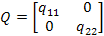 Q = [q11 0
0 q22]